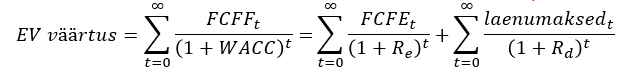 EV väärtus = ∑_{t=0}^{∞} FCFF_t / (1 + WACC)^t = ∑_{t=0}^{∞} FCFE_t / (1 + R_e)^t + ∑_{t=0}^{∞} laenumaksed_t / (1 + R_d)^t